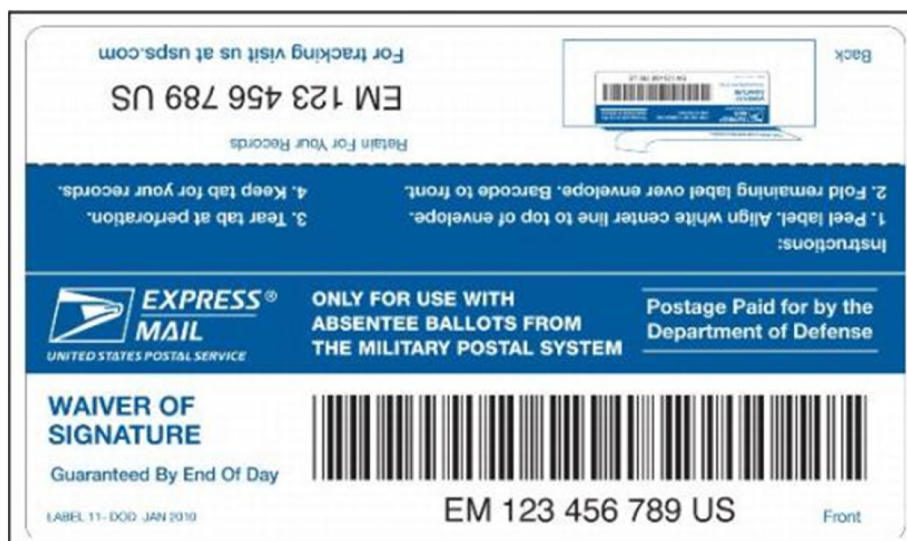 Back
For tracking visit us at usps.com
EM 123 456 789 US
Retain For Your Records
Instructions:
1. Peel label. Align white center line to top of envelope.
2. Fold remaining label over envelope. Barcode to front.
3. Tear tab at perforation.
4. Keep tab for your records.
EXPRESS®
MAIL
UNITED STATES POSTAL SERVICE
ONLY FOR USE WITH
ABSENTEE BALLOTS FROM
THE MILITARY POSTAL SYSTEM
Postage Paid for by the
Department of Defense
WAIVER OF
SIGNATURE
Guaranteed By End Of Day
LABEL 11-DOD JAN 2010
EM 123 456 789 US
Front